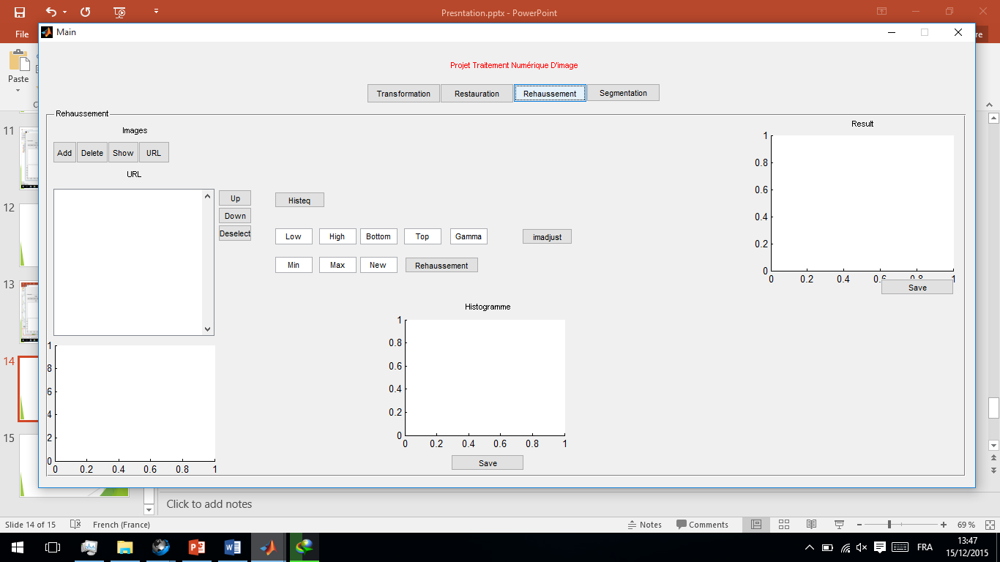 Presntation.pptx - PowerPoint
File
re
Paste
Main
Projet Traitement Numérique D'image
Transformation Restauration Rehaussement Segmentation
Rehaussement
Images
Add Delete Show URL
URL
Up
Down
Deselect
Histeq
Low High Bottom Top Gamma imadjust
Min Max New Rehaussement
Result
1
0.8
0.6
0.4
0.2
0
0 0.2 0.4 0.6 0.8 1
Save
Histogramme
1
0.8
0.6
0.4
0.2
0
0 0.2 0.4 0.6 0.8 1
Save
1
8
6
4
2
0
0 0.2 0.4 0.6 0.8 1
11
12
13
14
15
Click to add notes
Slide 14 of 15 French (France) Notes Comments 69 %
FRA
13:47
15/12/2015